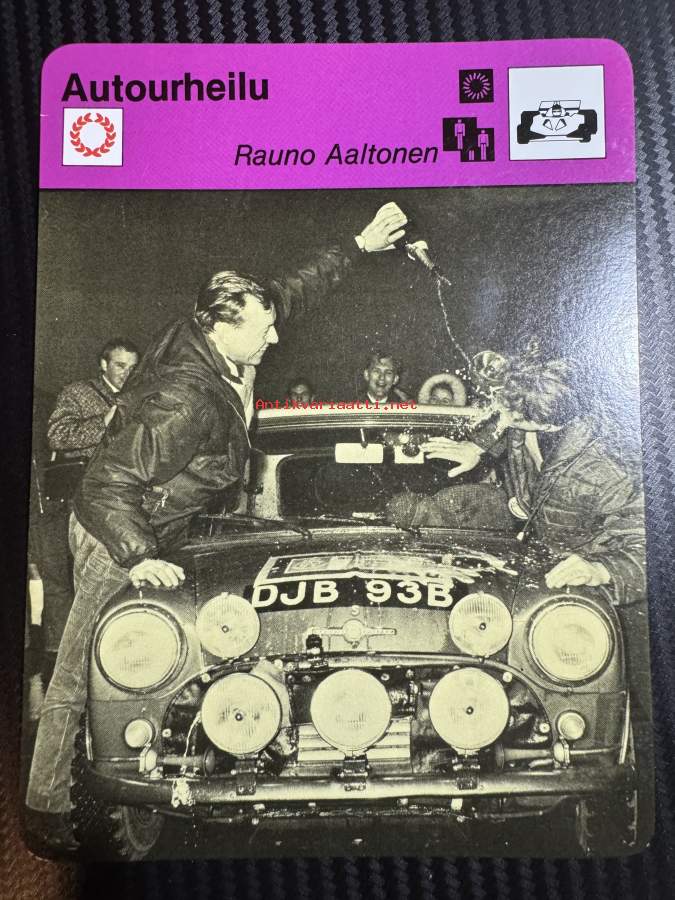 Autourheilu
Rauno Aaltonen
Antikvariaatti.net
DJB 93B
S